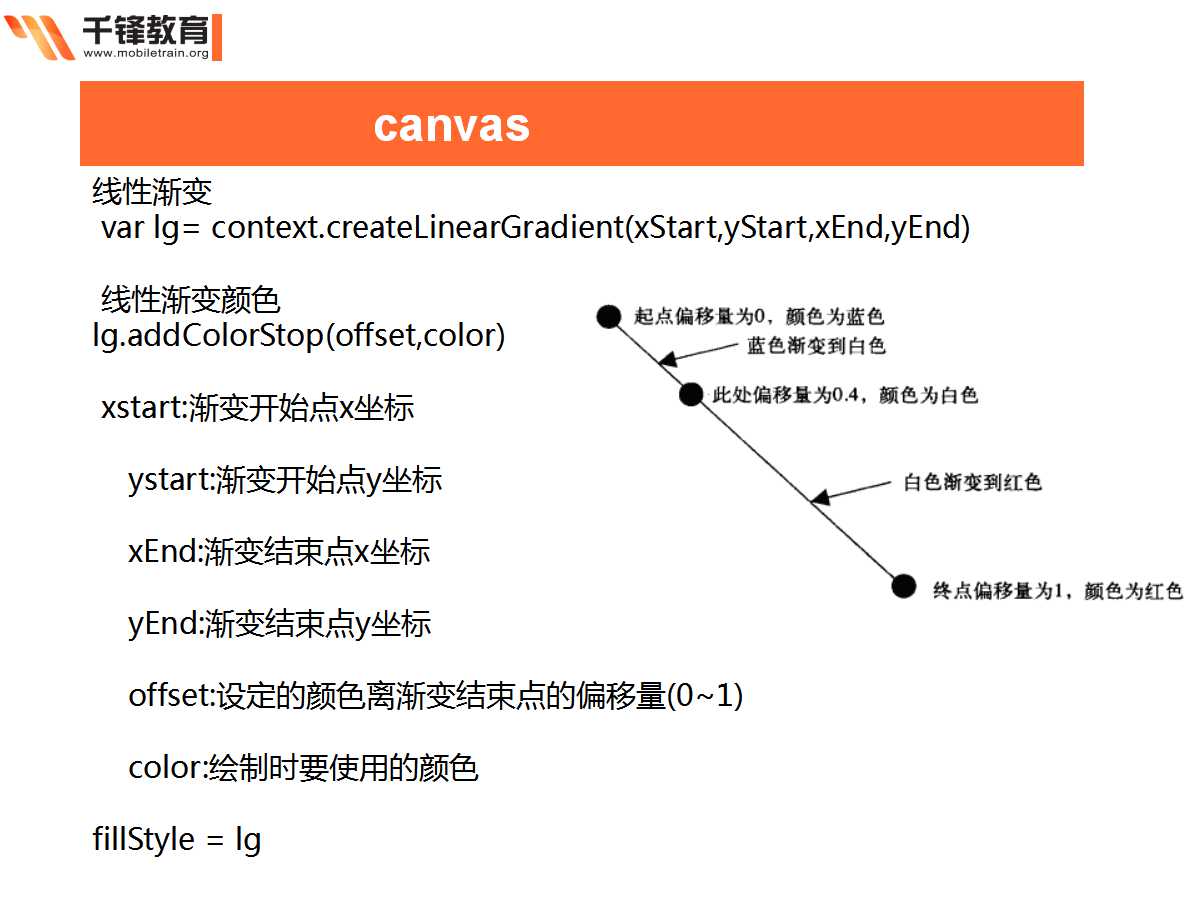 千锋教育
www.mobiletrain.org
canvas
线性渐变
var lg= context.createLinearGradient(xStart,yStart,xEnd,yEnd)
线性渐变颜色
lg.addColorStop(offset,color)
xstart:渐变开始点x坐标
ystart:渐变开始点y坐标
xEnd:渐变结束点x坐标
yEnd:渐变结束点y坐标
offset:设定的颜色离渐变结束点的偏移量(0~1)
color:绘制时要使用的颜色
fillStyle = lg
起点偏移量为0，颜色为蓝色
蓝色渐变到白色
此处偏移量为0.4，颜色为白色
白色渐变到红色
终点偏移量为1，颜色为红色